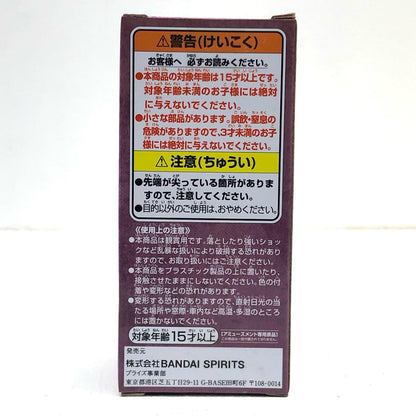 ⚠警告(けいこく)
お客様へ 必ずお読みください。
●本商品の対象年齢は15才以上です。
対象年齢未満のお子様には絶対
に与えないでください。
●小さな部品があります。誤飲・窒息の
危険がありますので、3才未満のお子
様には絶対に与えないでください。
⚠注意(ちゅうい)
●先端が尖っている箇所がありま
すので、注意してください。
●目的以外のご使用は、おやめください。
《使用上の注意》
●本商品は観賞用です。落としたり強いショッ
クなど乱暴な扱いにより破損する恐れがあり
ますので、お取り扱いにはご注意ください。
●本商品をプラスチック製品の上に置いたり、
接触させたままにしないでください。色の付
着や変形などの恐れがあります。
●変形する恐れがありますので、直射日光の当
たる場所や窓際・車内など高温・多湿のところ
には置かないでください。
対象年齢15才以上
【アミューズメント専用景品】
発売元
株式会社BANDAI SPIRITS
プライズ事業部
東京都港区芝五丁目29-11 G-BASE田町6F 〒108-0014